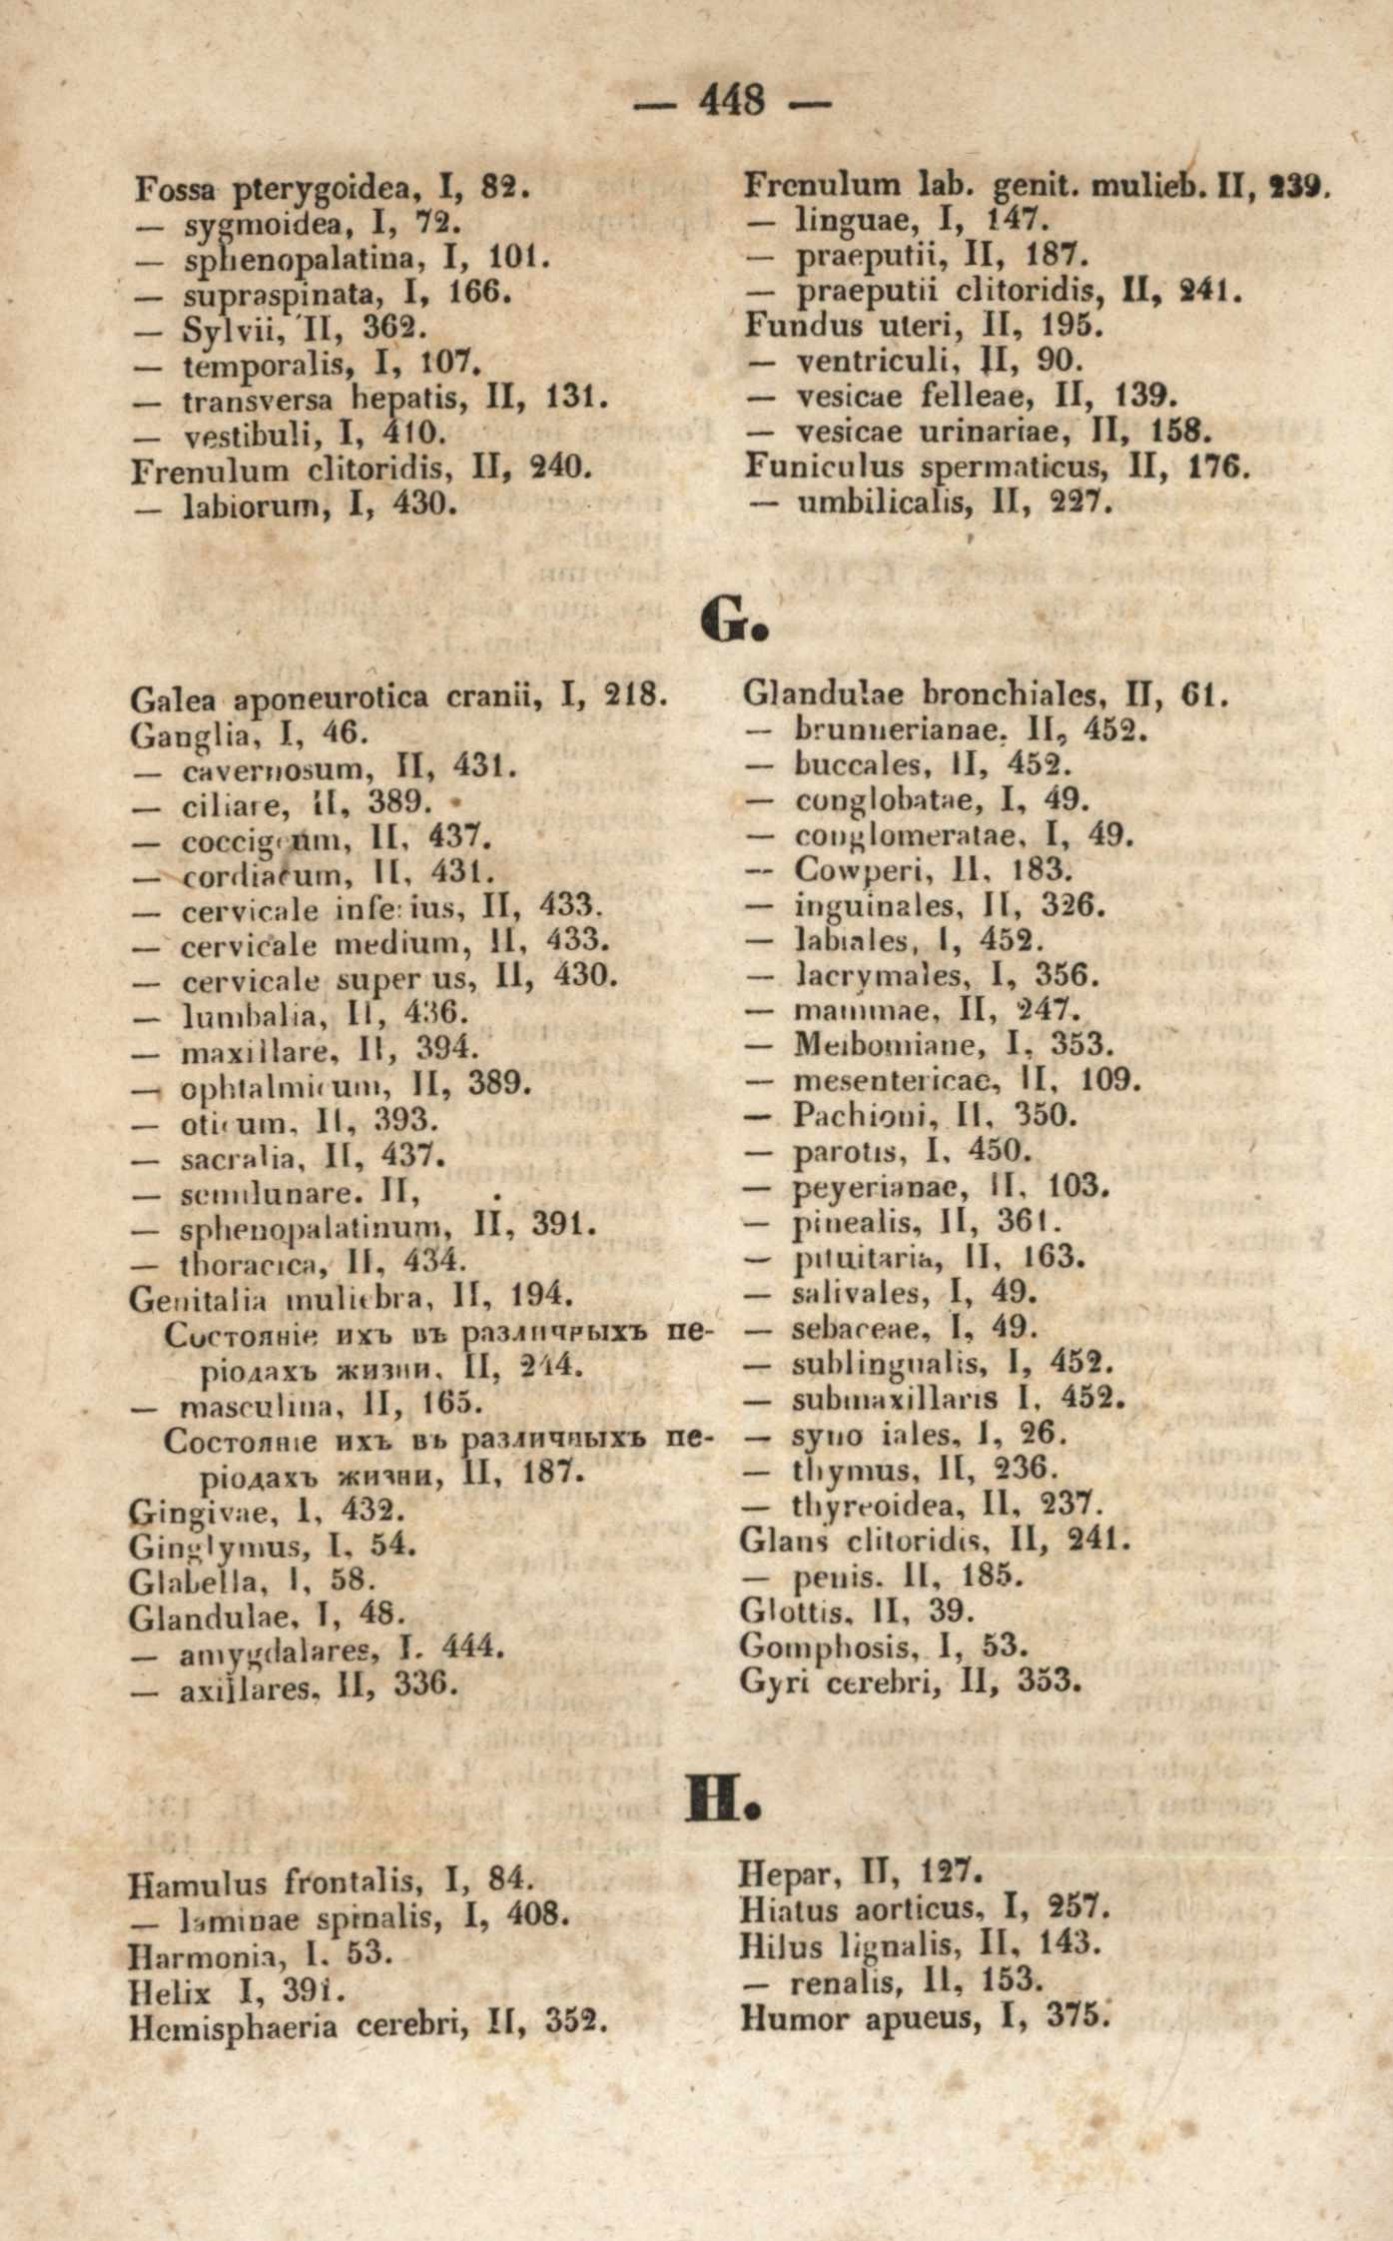 — 448 —
Fossa pterygoidea, I, 82.
— sygmoidea, I, 72.
— sphenopalatina, I, 101.
— supraspinata, I, 166.
— Sylvii, II, 362.
— temporalis, I, 107.
— transversa hepatis, II, 131.
— vestibuli, I, 410.
Frenulum clitoridis, II, 240.
— labiorum, I, 430.
Frenulum lab. genit. mulieb. II, 239.
— linguae, I, 147.
— praeputii, II, 187.
— praeputii clitoridis, II, 241.
Fundus uteri, II, 195.
— ventriculi, II, 90.
— vesicae felleae, II, 139.
— vesicae urinariae, II, 158.
Funiculus spermaticus, II, 176.
— umbilicalis, II, 227.
G.
Galea aponeurotica cranii, I, 218.
Ganglia, I, 46.
— cavernosum, II, 431.
— ciliare, II, 389.
— coccigeum, II, 437.
— cordiacum, II, 431.
— cervicale inferius, II, 433.
— cervicale medium, II, 433.
— cervicale super us, II, 430.
— lumbalia, II, 436.
— maxillare, II, 394.
— ophtalmicum, II, 389.
— oticum, II, 393.
— sacralia, II, 437.
— semilunare. II,
— sphenopalatinum, II, 391.
— thoracica, II, 434.
Genitalia muliebra, II, 194.
Состоянiе ихъ въ различныхъ пе-
рiодахъ жизни, II, 244.
— masculina, II, 165.
Состоянiе ихъ въ различныхъ пе-
рiодахъ жизни, II, 187.
Gingivae, I, 432.
Ginglymus, I, 54.
Glabella, I, 58.
Glandulae, I, 48.
— amygdalares, I. 444.
— axillares, II, 336.
Glandulae bronchiales, II, 61.
— brunnerianae, II, 452.
— buccales, II, 452.
— conglobatae, I, 49.
— conglomeratae, I, 49.
— Cowperi, II, 183.
— inguinales, II, 326.
— labiales, I, 452.
— lacrymales, I, 356.
— mammae, II, 247.
— Meibomiane, I, 353.
— mesentericae, II, 109.
— Pachioni, II, 350.
— parotis, I, 450.
— peyerianae, II, 103.
— pinealis, II, 361.
— pituitaria, II, 163.
— salivales, I, 49.
— sebaceae, I, 49.
— sublingualis, I, 452.
— submaxillaris I, 452.
— syno iales, I, 26.
— thymus, II, 236.
— thyreoidea, II, 237.
Glans clitoridis, II, 241.
— penis. II, 185.
Glottis, II, 39.
Gomphosis, I, 53.
Gyri cerebri, II, 353.
H.
Hamulus frontalis, I, 84.
— laminae spinalis, I, 408.
Harmonia, I. 53.
Helix I, 391.
Hemisphaeria cerebri, II, 352.
Hepar, II, 127.
Hiatus aorticus, I, 257.
Hilus lignalis, II, 143.
— renalis, II, 153.
Humor apueus, I, 375.